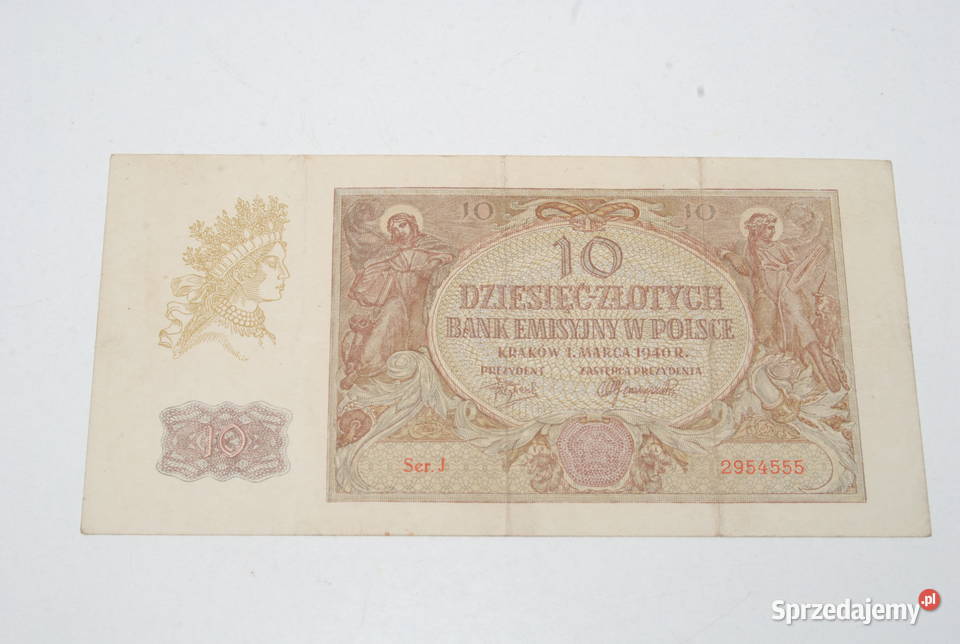 10 10
10
DZIESIĘĆ-ZŁOTYCH
BANK EMISYJNY W POLSCE
KRAKÓW 1. MARCA 1940 R.
PREZYDENT ZASTĘPCA PREZYDENTA
10
Ser. J 2954555
Sprzedajemy.pl